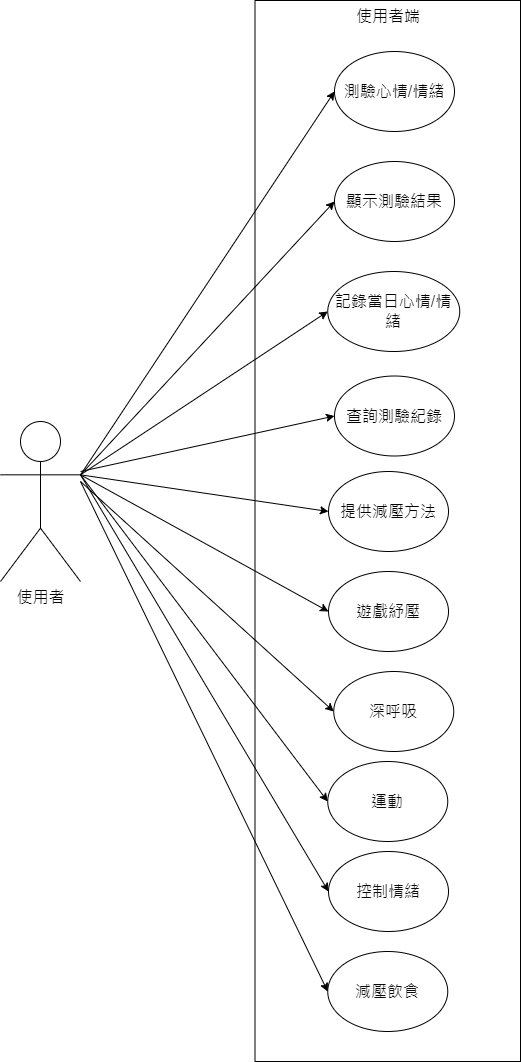 使用者端
測驗心情/情緒
顯示測驗結果
記錄當日心情/情
緒
查詢測驗紀錄
提供減壓方法
遊戲紓壓
深呼吸
運動
控制情緒
減壓飲食
使用者